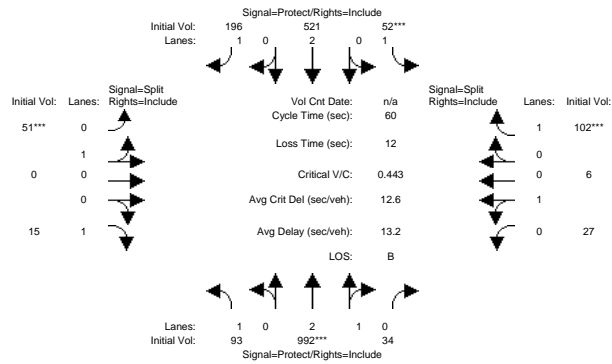 Signal=Protect/Rights=Include
Initial Vol: 196 521 52***
Lanes: 1 0 2 0 1
Signal=Split
Initial Vol: Lanes: Rights=Include
Vol Cnt Date: n/a
Signal=Split
Rights=Include Lanes: Initial Vol:
Cycle Time (sec): 60
51*** 0
1 102***
Loss Time (sec): 12
1
0
0 0
Critical V/C: 0.443
0 6
0
Avg Crit Del (sec/veh): 12.6
1
15 1
Avg Delay (sec/veh): 13.2
0 27
LOS: B
Lanes: 1 0 2 1 0
Initial Vol: 93 992*** 34
Signal=Protect/Rights=Include